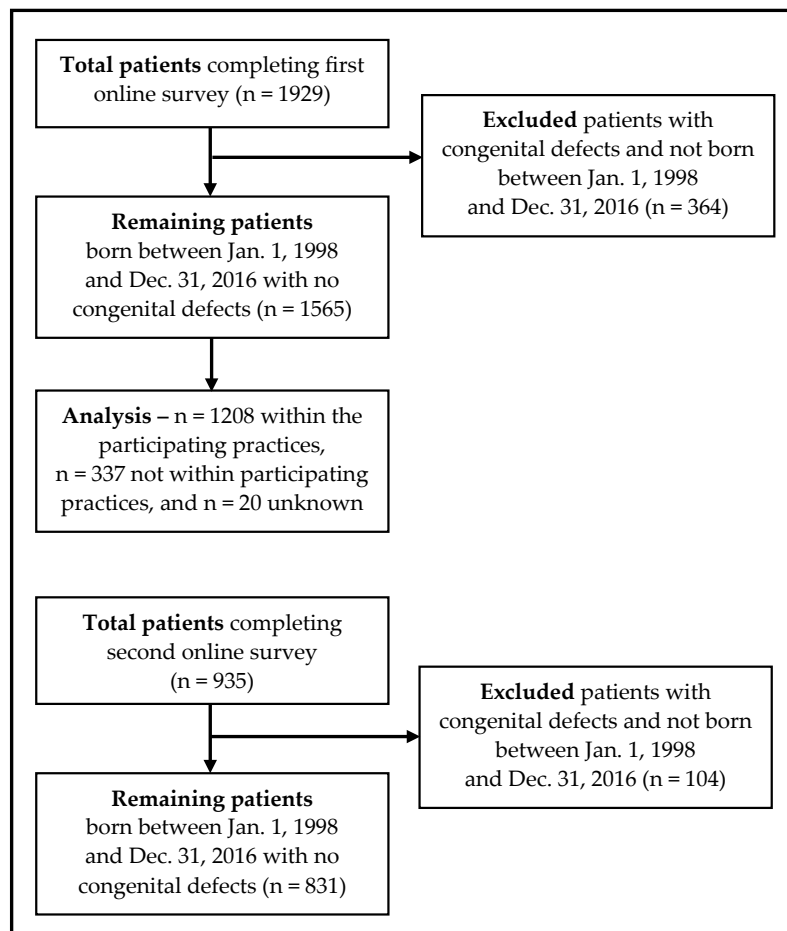 Total patients completing first
online survey (n = 1929)
Excluded patients with
congenital defects and not born
between Jan. 1, 1998
and Dec. 31, 2016 (n = 364)
Remaining patients
born between Jan. 1, 1998
and Dec. 31, 2016 with no
congenital defects (n = 1565)
Analysis – n = 1208 within the
participating practices,
n = 337 not within participating
practices, and n = 20 unknown
Total patients completing
second online survey
(n = 935)
Excluded patients with
congenital defects and not born
between Jan. 1, 1998
and Dec. 31, 2016 (n = 104)
Remaining patients
born between Jan. 1, 1998
and Dec. 31, 2016 with no
congenital defects (n = 831)